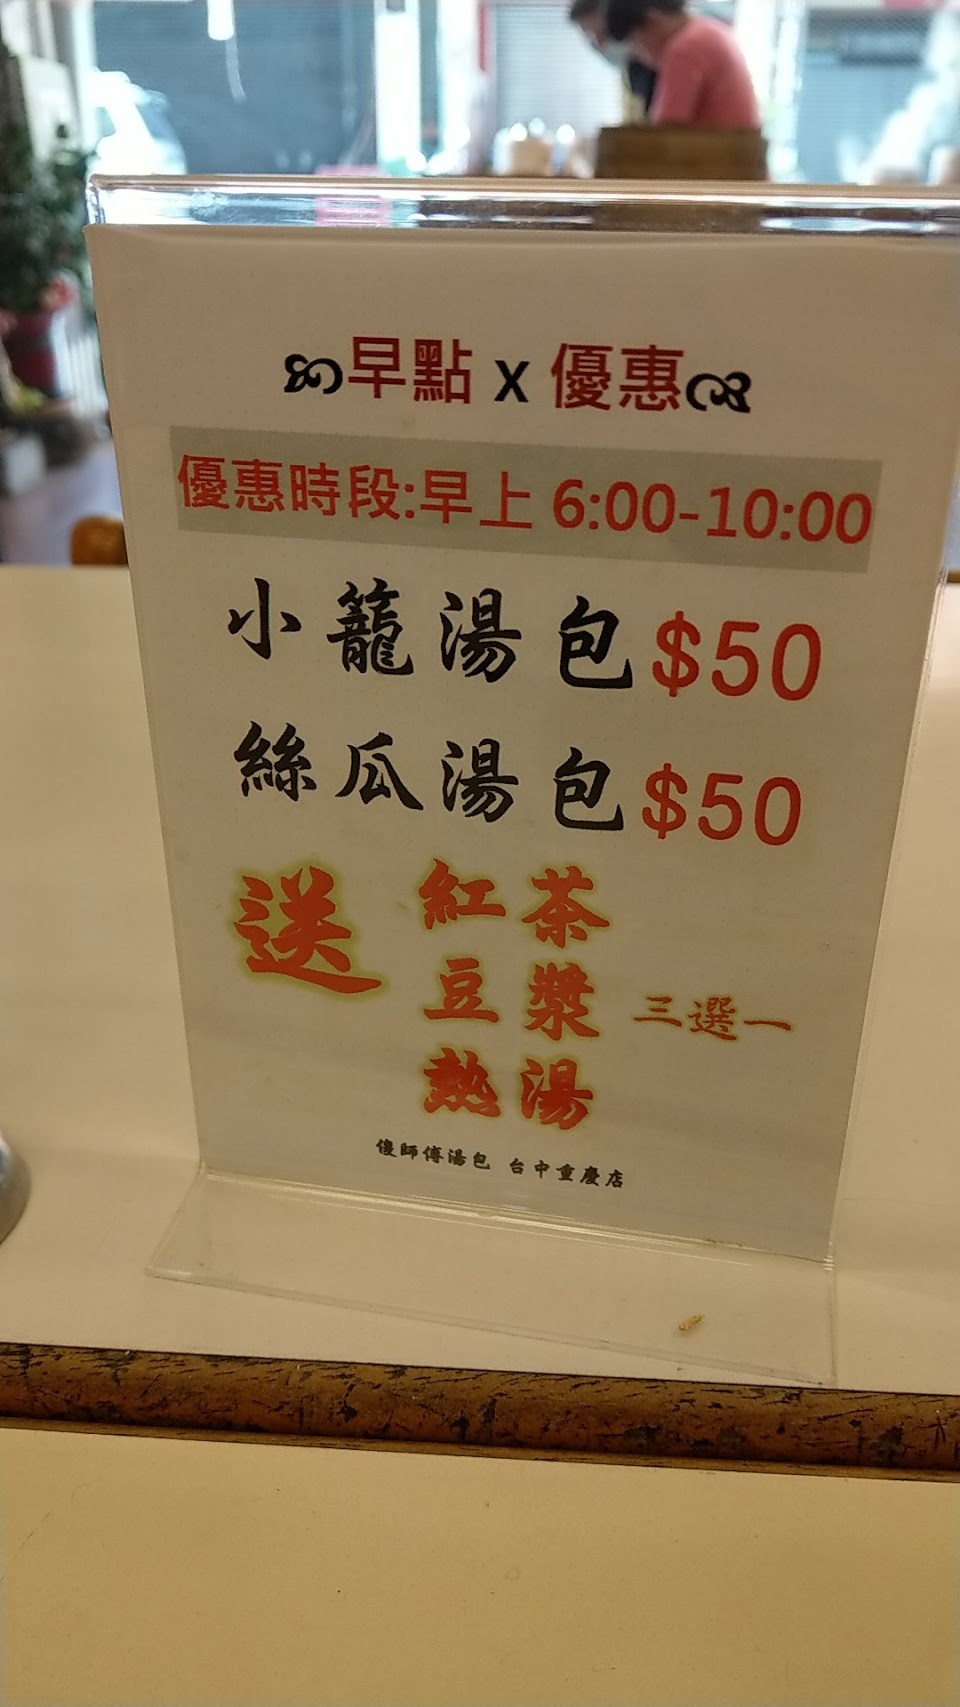 早點 x 優惠
優惠時段:早上 6:00-10:00
小籠湯包$50
絲瓜湯包$50
送 紅茶
豆漿 三選一
熱湯
傻師傅湯包 台中重慶店